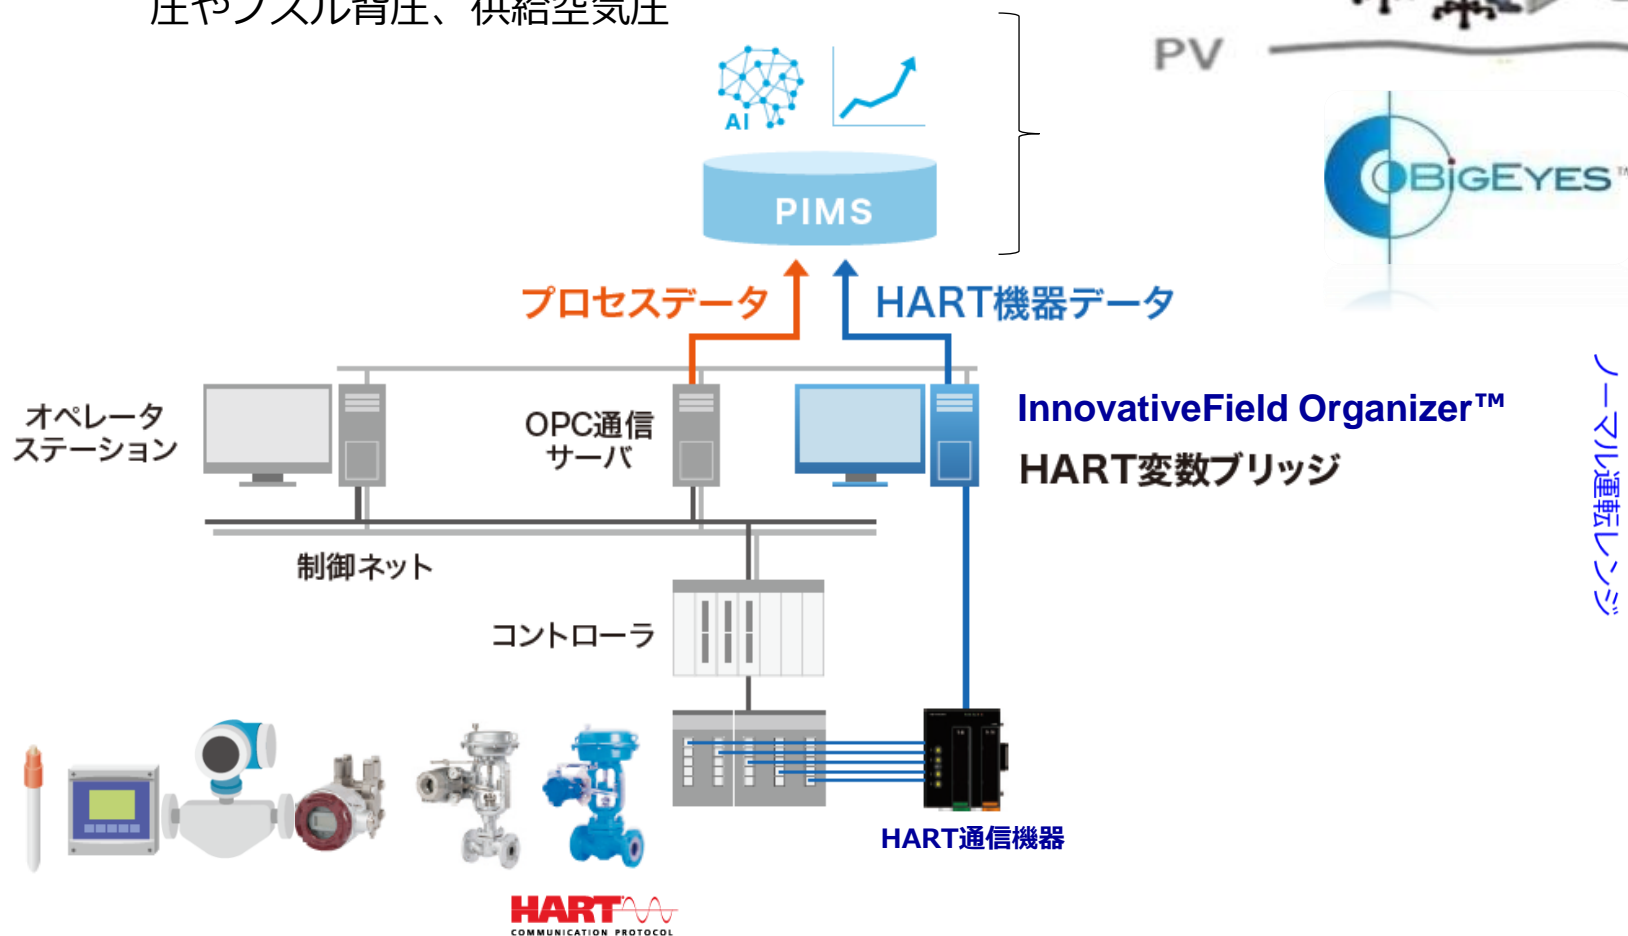 圧やノズル背圧、供給空気圧
PV
AI
PIMS
BIGEYES™
プロセスデータ
HART機器データ
オペレータ
ステーション
OPC通信
サーバ
InnovativeField Organizer™
HART変数ブリッジ
ノーマル運転レンジ
制御ネット
コントローラ
HART通信機器
HART
COMMUNICATION PROTOCOL